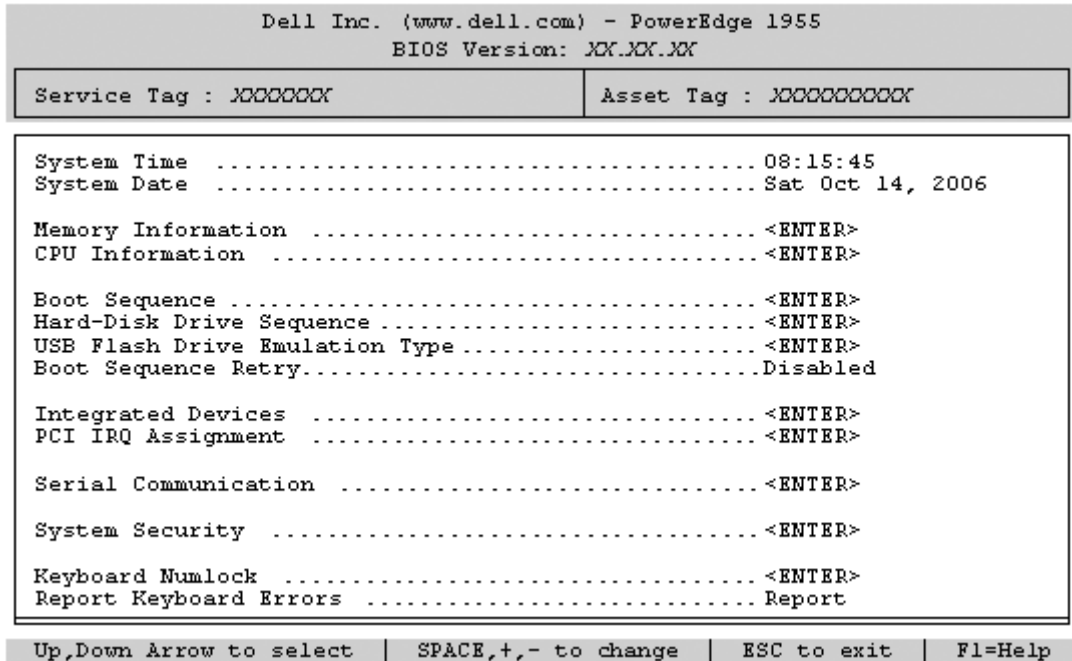 Dell Inc. (www.dell.com) - PowerEdge 1955
BIOS Version: XX.XX.XX
Service Tag : XXXXXXX Asset Tag : XXXXXXXXXX
System Time ........................................ 08:15:45
System Date ........................................ Sat Oct 14, 2006
Memory Information ................................. <ENTER>
CPU Information .................................... <ENTER>
Boot Sequence ....................................... <ENTER>
Hard-Disk Drive Sequence ............................ <ENTER>
USB Flash Drive Emulation Type ...................... <ENTER>
Boot Sequence Retry.................................. Disabled
Integrated Devices ................................. <ENTER>
PCI IRQ Assignment ................................. <ENTER>
Serial Communication ............................... <ENTER>
System Security .................................... <ENTER>
Keyboard Numlock ................................... <ENTER>
Report Keyboard Errors ............................. Report
Up,Down Arrow to select | SPACE,+,- to change | ESC to exit | F1=Help